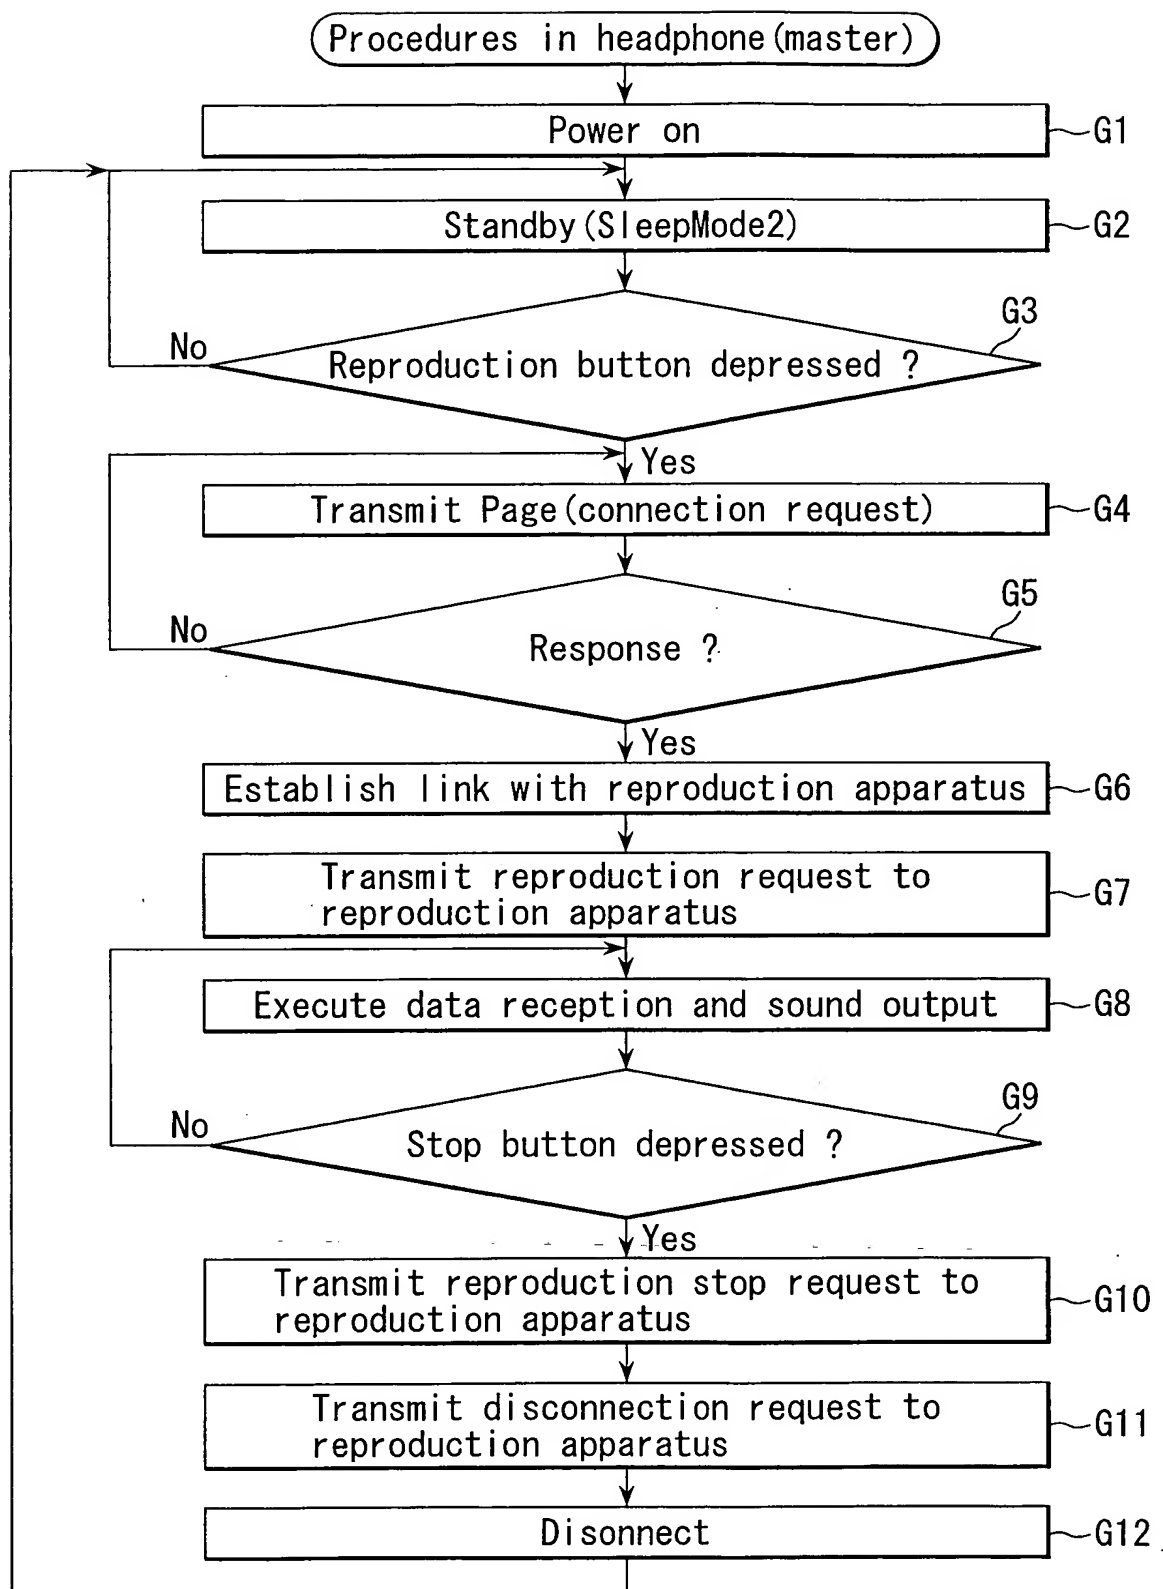 Procedures in headphone(master)
Power on
G1
Standby(SleepMode2)
G2
G3
No
Reproduction button depressed ?
Yes
Transmit Page(connection request)
G4
G5
No
Response ?
Yes
Establish link with reproduction apparatus
G6
Transmit reproduction request to
reproduction apparatus
G7
Execute data reception and sound output
G8
G9
No
Stop button depressed ?
Yes
Transmit reproduction stop request to
reproduction apparatus
G10
Transmit disconnection request to
reproduction apparatus
G11
Disonnect
G12